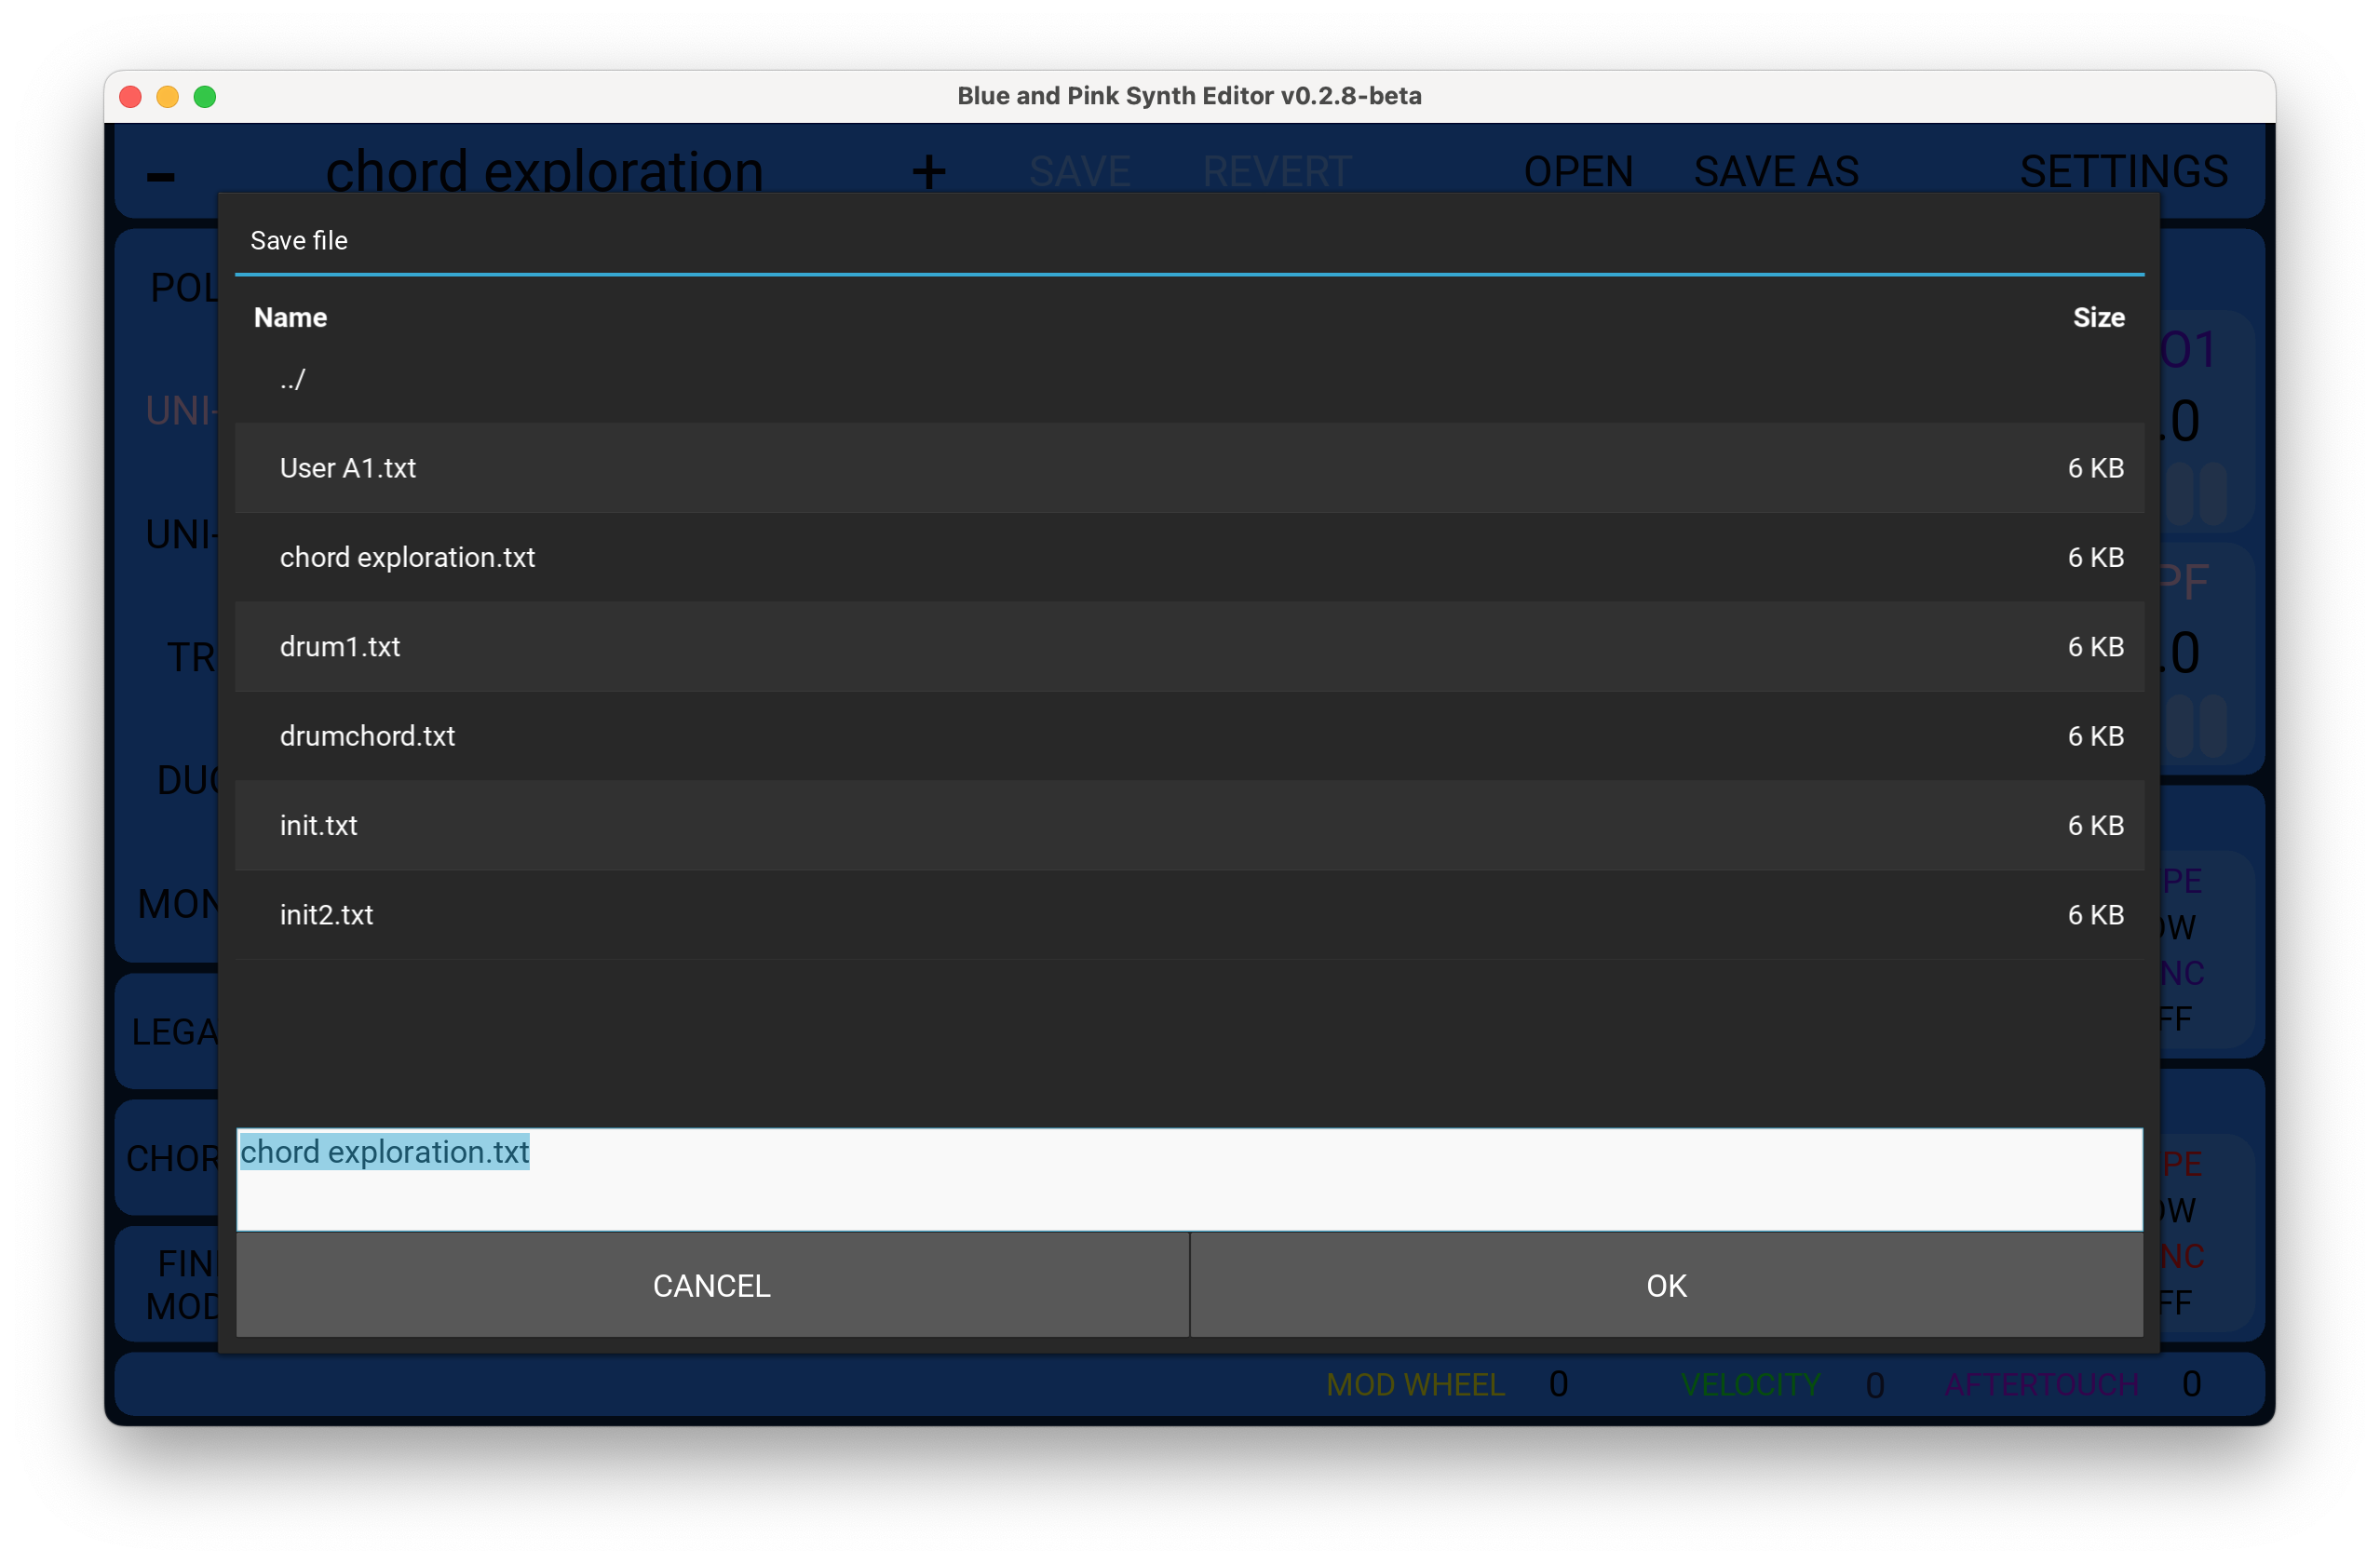 Blue and Pink Synth Editor v0.2.8-beta
- chord exploration + SAVE REVERT OPEN SAVE AS SETTINGS
Save file
Name Size
../
User A1.txt 6 KB
chord exploration.txt 6 KB
drum1.txt 6 KB
drumchord.txt 6 KB
init.txt 6 KB
init2.txt 6 KB
chord exploration.txt
CANCEL OK
POL
UNI-
UNI-
TR
DUO
MON
LEGA
CHOR
FIN
MOD
O1
.0
PF
.0
PE
OW
NC
FF
PE
OW
NC
FF
MOD WHEEL 0 VELOCITY 0 AFTERTOUCH 0